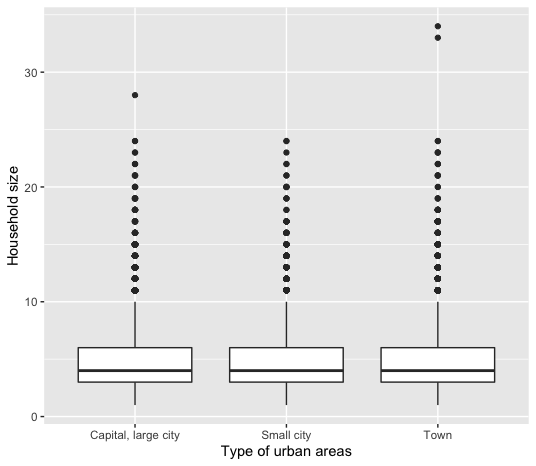 Household size
30
20
10
0
Capital, large city
Small city
Town
Type of urban areas